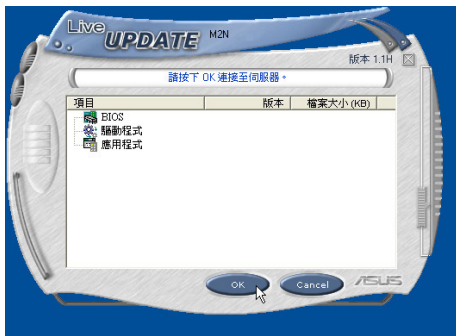 Live
UPDATE M2N
版本 1.1H
請按下 OK 連接至伺服器。
項目 版本 檔案大小 (KB)
BIOS
驅動程式
應用程式
OK Cancel ASUS